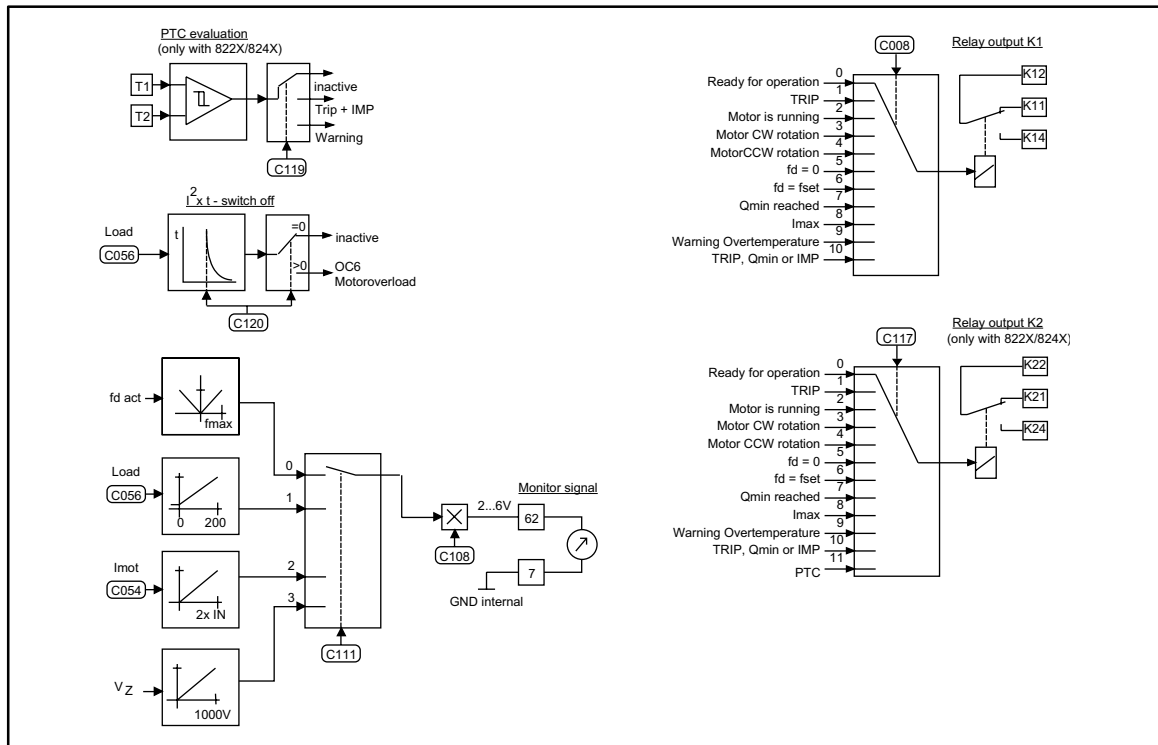 PTC evaluation
(only with 822X/824X)
T1
T2
inactive
Trip + IMP
Warning
C119
I2 x t - switch off
Load
C056
t
=0
>0
inactive
OC6
Motoroverload
C120
fd act
fmax
Load
C056
0 200
Imot
C054
2x IN
VZ
1000V
0
1
2
3
C111
C108
2...6V
Monitor signal
62
7
GND internal
C008
Relay output K1
Ready for operation 0
TRIP 1
Motor is running 2
Motor CW rotation 3
MotorCCW rotation 4
fd = 0 5
fd = fset 6
Qmin reached 7
Imax 8
Warning Overtemperature 9
TRIP, Qmin or IMP 10
K12
K11
K14
C117
Relay output K2
(only with 822X/824X)
Ready for operation 0
TRIP 1
Motor is running 2
Motor CW rotation 3
Motor CCW rotation 4
fd = 0 5
fd = fset 6
Qmin reached 7
Imax 8
Warning Overtemperature 9
TRIP, Qmin or IMP 10
PTC 11
K22
K21
K24